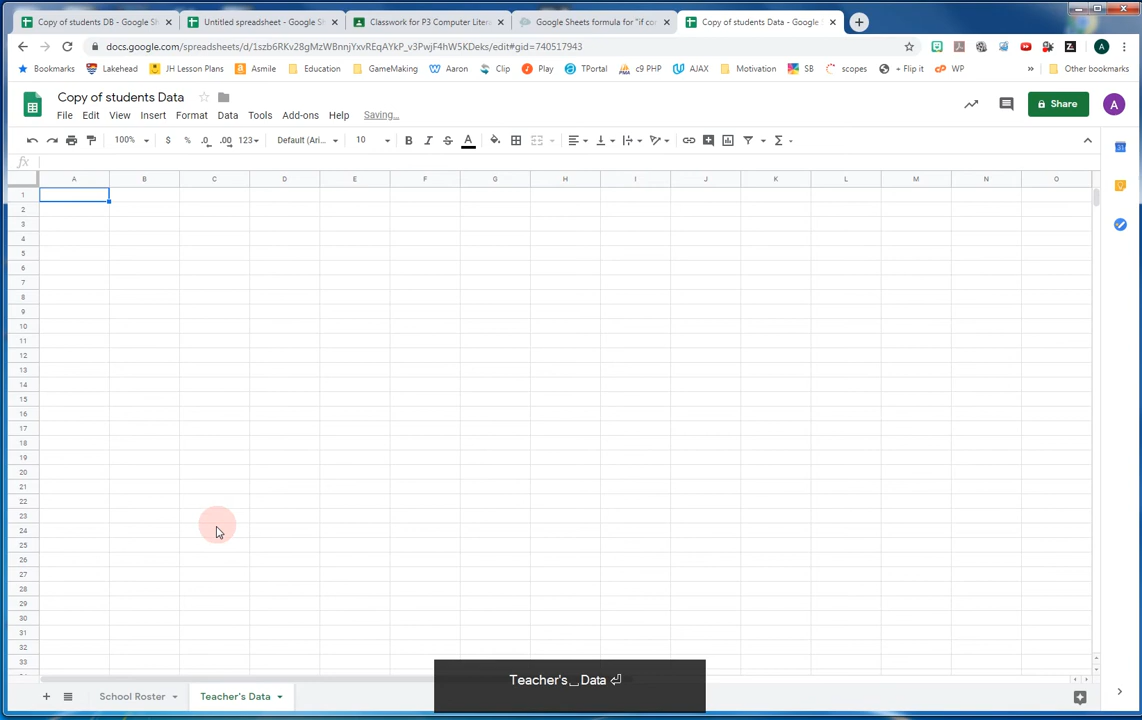 Copy of students DB - Google Sh
Untitled spreadsheet - Google Sh
Classwork for P3 Computer Litera
Google Sheets formula for "if co
Copy of students Data - Google
docs.google.com/spreadsheets/d/1szb6RKv28gMzWBnnjYxvREQAYkP_v3PwjF4hW5KDeks/edit#gid=740517943
A
Bookmarks Lakehead JH Lesson Plans Asmile Education GameMaking Aaron Clip Play TPortal c9 PHP AJAX Motivation SB scopes + Flip it WP » Other bookmarks
Copy of students Data
File Edit View Insert Format Data Tools Add-ons Help Saving...
Share
A
100% $ % .0 .00 123 Default (Ari... 10 B I S A Σ
fx
A B C D E F G H I J K L M N O
1
2
3
4
5
6
7
8
9
10
11
12
13
14
15
16
17
18
19
20
21
22
23
24
25
26
27
28
29
30
31
32
33
Teacher's␣Data ⏎
+ School Roster Teacher's Data